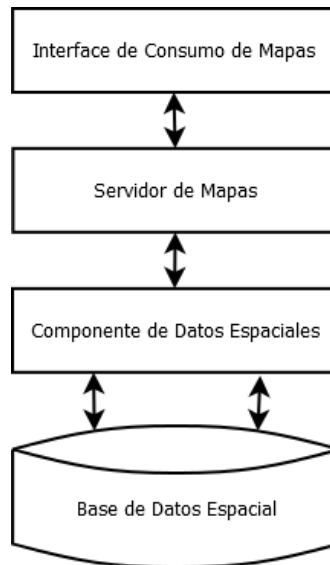 Interface de Consumo de Mapas
Servidor de Mapas
Componente de Datos Espaciales
Base de Datos Espacial